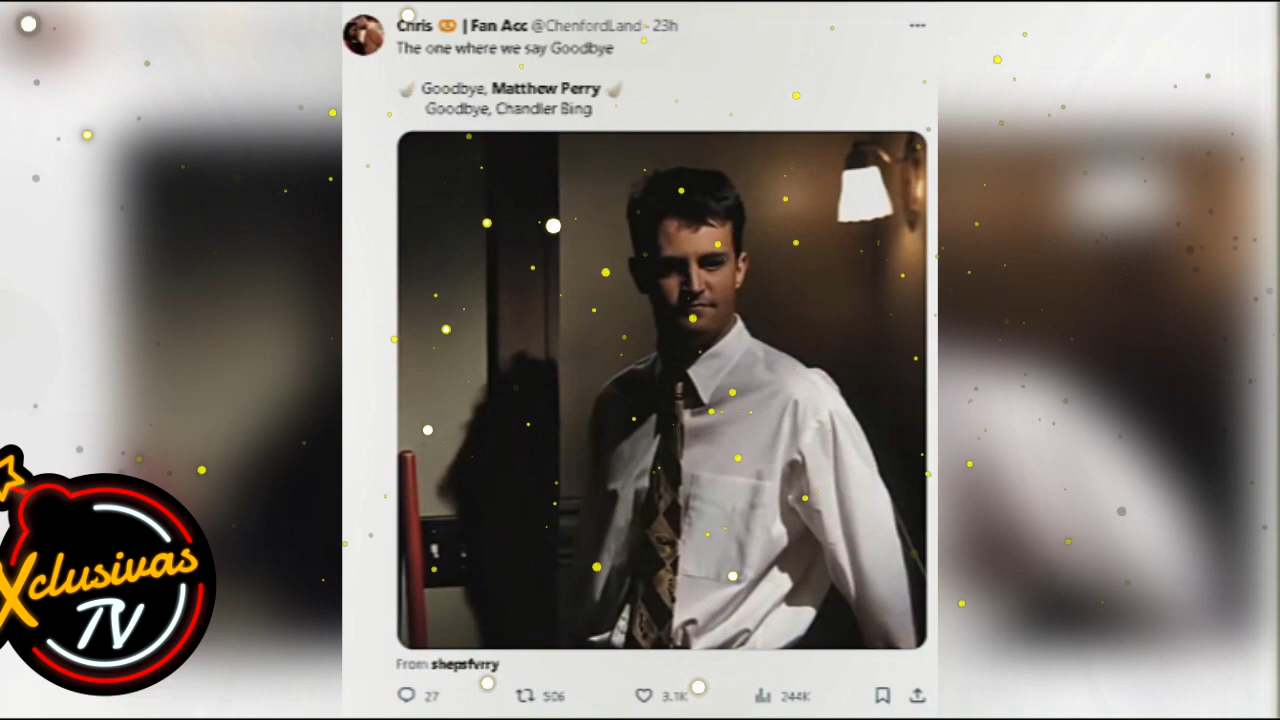 Chris 🥨 | Fan Acc @ChenfordLand · 23h
The one where we say Goodbye
Goodbye, Matthew Perry
Goodbye, Chandler Bing
From shepsfvrry
27 506 3.1K 244K
Xclusivas
TV